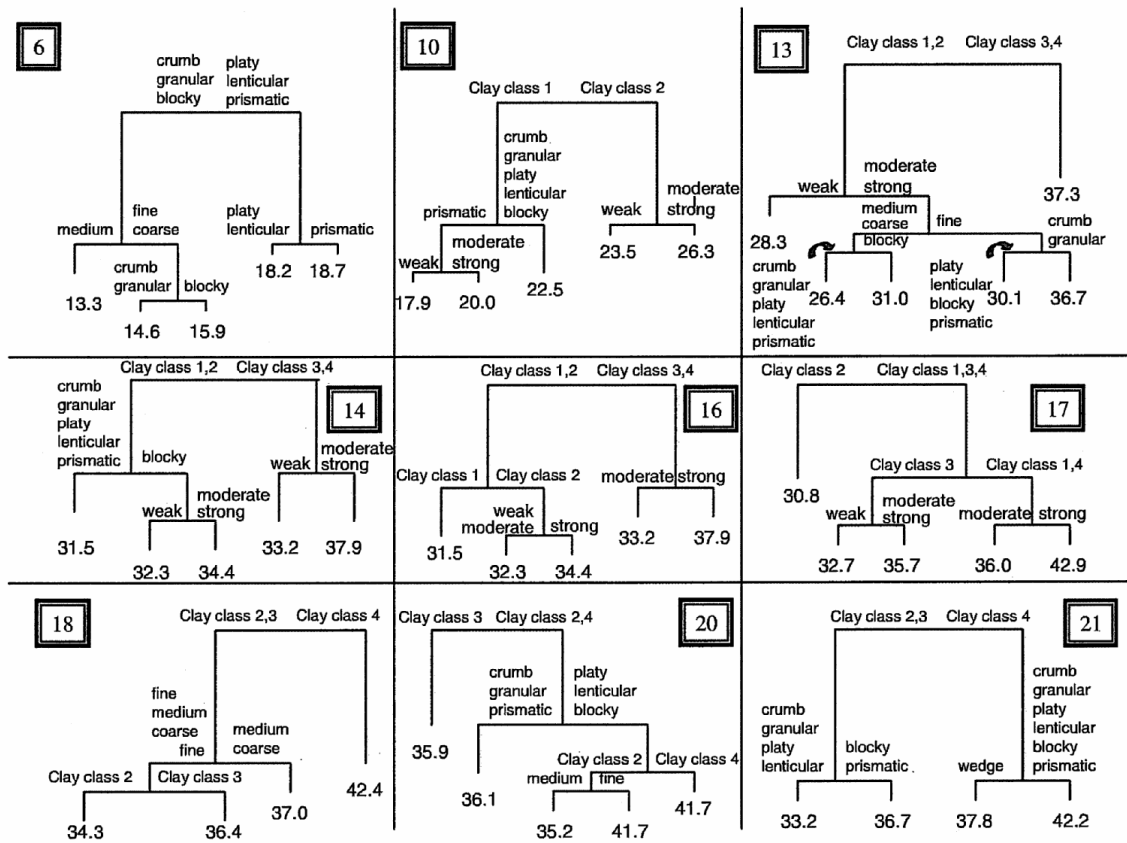 6
crumb platy
granular lenticular
blocky prismatic
medium
fine
coarse
platy
lenticular
prismatic
13.3
crumb
granular
blocky
14.6
15.9
18.2
18.7
10
Clay class 1
Clay class 2
crumb
granular
platy
lenticular
blocky
prismatic
weak
moderate
strong
weak
moderate
strong
17.9
20.0
22.5
23.5
26.3
13
Clay class 1,2
Clay class 3,4
weak
moderate
strong
37.3
28.3
medium
coarse
fine
blocky
crumb
granular
crumb
granular
platy
lenticular
prismatic
26.4
31.0
platy
lenticular
blocky
prismatic
30.1
36.7
14
Clay class 1,2
Clay class 3,4
crumb
granular
platy
lenticular
prismatic
blocky
weak
moderate
strong
weak
moderate
strong
31.5
32.3
34.4
33.2
37.9
16
Clay class 1,2
Clay class 3,4
Clay class 1
Clay class 2
moderate
strong
weak
moderate
strong
31.5
32.3
34.4
33.2
37.9
17
Clay class 2
Clay class 1,3,4
30.8
Clay class 3
Clay class 1,4
weak
moderate
strong
moderate
strong
32.7
35.7
36.0
42.9
18
Clay class 2,3
Clay class 4
fine
medium
coarse
fine
medium
coarse
Clay class 2
Clay class 3
34.3
36.4
37.0
42.4
20
Clay class 3
Clay class 2,4
crumb
granular
prismatic
platy
lenticular
blocky
35.9
36.1
Clay class 2
Clay class 4
medium
fine
35.2
41.7
41.7
21
Clay class 2,3
Clay class 4
crumb
granular
platy
lenticular
blocky
prismatic
wedge
crumb
granular
platy
lenticular
blocky
prismatic
33.2
36.7
37.8
42.2